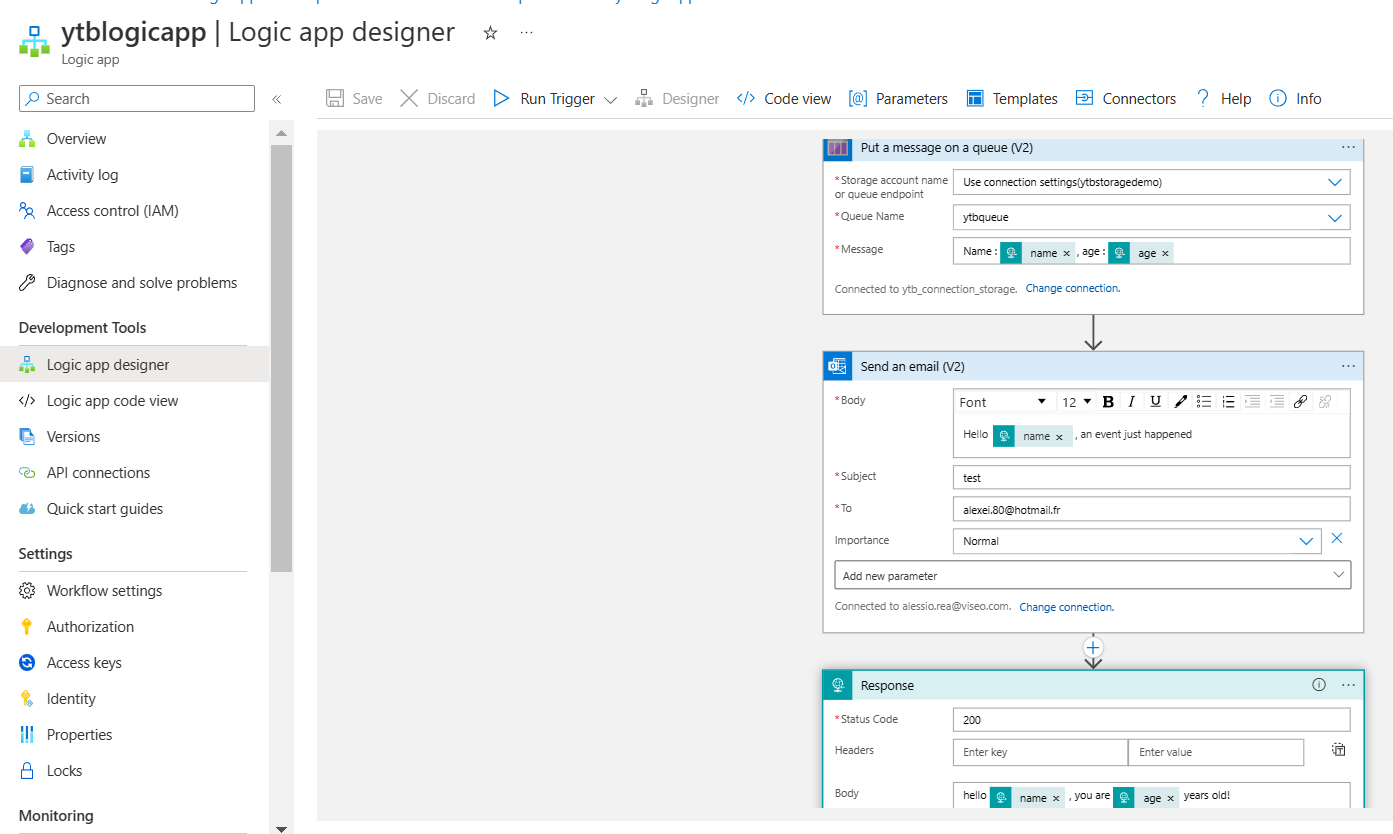 ytblogicapp | Logic app designer ☆ ...
Logic app
Search «
Save Discard Run Trigger Designer </> Code view [@] Parameters Templates Connectors ? Help Info
Overview
Activity log
Access control (IAM)
Tags
Diagnose and solve problems
Development Tools
Logic app designer
Logic app code view
Versions
API connections
Quick start guides
Settings
Workflow settings
Authorization
Access keys
Identity
Properties
Locks
Monitoring
Put a message on a queue (V2) ...
*Storage account name
or queue endpoint
Use connection settings(ytbstoragedemo)
*Queue Name ytbqueue
*Message Name : name × , age : age ×
Connected to ytb_connection_storage. Change connection.
Send an email (V2) ...
*Body Font 12 B I U
Hello name × , an event just happened
*Subject test
*To alexei.80@hotmail.fr
Importance Normal
Add new parameter
Connected to alessio.rea@viseo.com. Change connection.
Response ...
*Status Code 200
Headers Enter key Enter value
Body hello name × , you are age × years old!